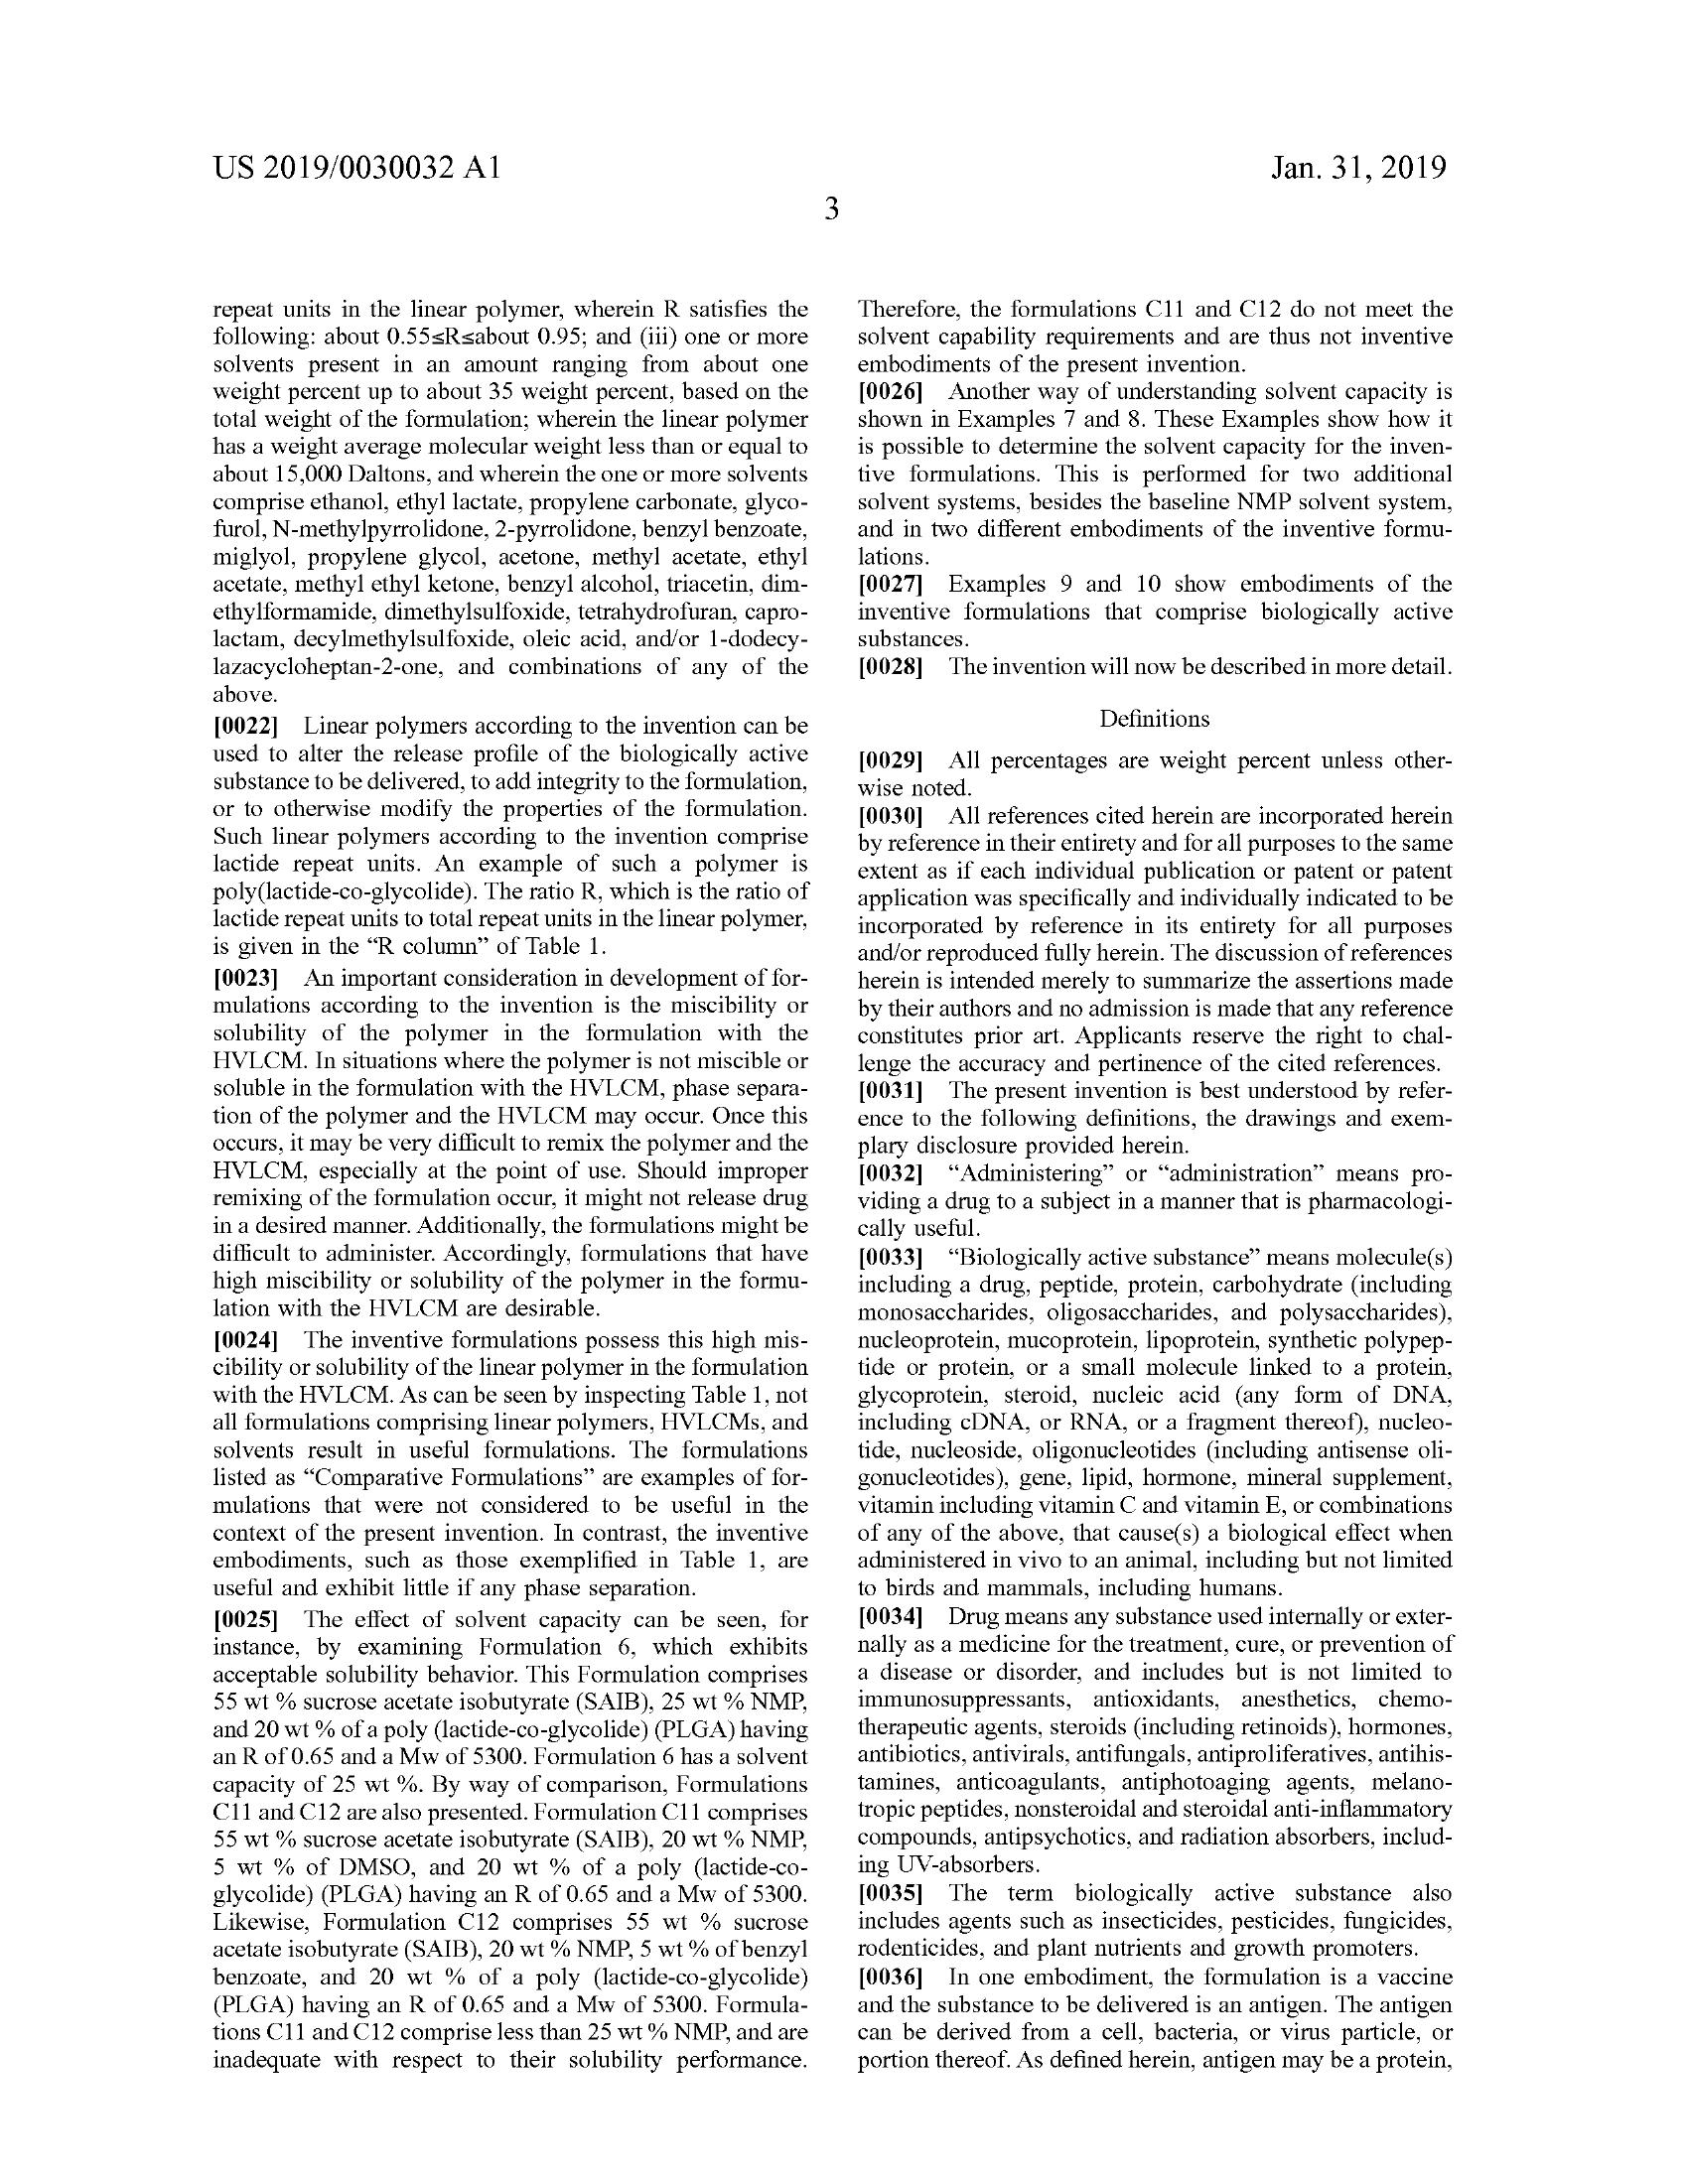 US 2019/0030032 A1
Jan. 31, 2019
3
repeat units in the linear polymer, wherein R satisfies the
following: about 0.55≤R≤about 0.95; and (iii) one or more
solvents present in an amount ranging from about one
weight percent up to about 35 weight percent, based on the
total weight of the formulation; wherein the linear polymer
has a weight average molecular weight less than or equal to
about 15,000 Daltons, and wherein the one or more solvents
comprise ethanol, ethyl lactate, propylene carbonate, glyco-
furol, N-methylpyrrolidone, 2-pyrrolidone, benzyl benzoate,
miglyol, propylene glycol, acetone, methyl acetate, ethyl
acetate, methyl ethyl ketone, benzyl alcohol, triacetin, dim-
ethylformamide, dimethylsulfoxide, tetrahydrofuran, capro-
lactam, decylmethylsulfoxide, oleic acid, and/or 1-dodecy-
lazacycloheptan-2-one, and combinations of any of the
above.
[0022] Linear polymers according to the invention can be
used to alter the release profile of the biologically active
substance to be delivered, to add integrity to the formulation,
or to otherwise modify the properties of the formulation.
Such linear polymers according to the invention comprise
lactide repeat units. An example of such a polymer is
poly(lactide-co-glycolide). The ratio R, which is the ratio of
lactide repeat units to total repeat units in the linear polymer,
is given in the “R column” of Table 1.
[0023] An important consideration in development of for-
mulations according to the invention is the miscibility or
solubility of the polymer in the formulation with the
HVLCM. In situations where the polymer is not miscible or
soluble in the formulation with the HVLCM, phase separa-
tion of the polymer and the HVLCM may occur. Once this
occurs, it may be very difficult to remix the polymer and the
HVLCM, especially at the point of use. Should improper
remixing of the formulation occur, it might not release drug
in a desired manner. Additionally, the formulations might be
difficult to administer. Accordingly, formulations that have
high miscibility or solubility of the polymer in the formu-
lation with the HVLCM are desirable.
[0024] The inventive formulations possess this high mis-
cibility or solubility of the linear polymer in the formulation
with the HVLCM. As can be seen by inspecting Table 1, not
all formulations comprising linear polymers, HVLCMs, and
solvents result in useful formulations. The formulations
listed as “Comparative Formulations” are examples of for-
mulations that were not considered to be useful in the
context of the present invention. In contrast, the inventive
embodiments, such as those exemplified in Table 1, are
useful and exhibit little if any phase separation.
[0025] The effect of solvent capacity can be seen, for
instance, by examining Formulation 6, which exhibits
acceptable solubility behavior. This Formulation comprises
55 wt % sucrose acetate isobutyrate (SAIB), 25 wt % NMP,
and 20 wt % of a poly (lactide-co-glycolide) (PLGA) having
an R of 0.65 and a Mw of 5300. Formulation 6 has a solvent
capacity of 25 wt %. By way of comparison, Formulations
C11 and C12 are also presented. Formulation C11 comprises
55 wt % sucrose acetate isobutyrate (SAIB), 20 wt % NMP,
5 wt % of DMSO, and 20 wt % of a poly (lactide-co-
glycolide) (PLGA) having an R of 0.65 and a Mw of 5300.
Likewise, Formulation C12 comprises 55 wt % sucrose
acetate isobutyrate (SAIB), 20 wt % NMP, 5 wt % of benzyl
benzoate, and 20 wt % of a poly (lactide-co-glycolide)
(PLGA) having an R of 0.65 and a Mw of 5300. Formula-
tions C11 and C12 comprise less than 25 wt % NMP, and are
inadequate with respect to their solubility performance.
Therefore, the formulations C11 and C12 do not meet the
solvent capability requirements and are thus not inventive
embodiments of the present invention.
[0026] Another way of understanding solvent capacity is
shown in Examples 7 and 8. These Examples show how it
is possible to determine the solvent capacity for the inven-
tive formulations. This is performed for two additional
solvent systems, besides the baseline NMP solvent system,
and in two different embodiments of the inventive formu-
lations.
[0027] Examples 9 and 10 show embodiments of the
inventive formulations that comprise biologically active
substances.
[0028] The invention will now be described in more detail.
Definitions
[0029] All percentages are weight percent unless other-
wise noted.
[0030] All references cited herein are incorporated herein
by reference in their entirety and for all purposes to the same
extent as if each individual publication or patent or patent
application was specifically and individually indicated to be
incorporated by reference in its entirety for all purposes
and/or reproduced fully herein. The discussion of references
herein is intended merely to summarize the assertions made
by their authors and no admission is made that any reference
constitutes prior art. Applicants reserve the right to chal-
lenge the accuracy and pertinence of the cited references.
[0031] The present invention is best understood by refer-
ence to the following definitions, the drawings and exem-
plary disclosure provided herein.
[0032] “Administering” or “administration” means pro-
viding a drug to a subject in a manner that is pharmacologi-
cally useful.
[0033] “Biologically active substance” means molecule(s)
including a drug, peptide, protein, carbohydrate (including
monosaccharides, oligosaccharides, and polysaccharides),
nucleoprotein, mucoprotein, lipoprotein, synthetic polypep-
tide or protein, or a small molecule linked to a protein,
glycoprotein, steroid, nucleic acid (any form of DNA,
including cDNA, or RNA, or a fragment thereof), nucleo-
tide, nucleoside, oligonucleotides (including antisense oli-
gonucleotides), gene, lipid, hormone, mineral supplement,
vitamin including vitamin C and vitamin E, or combinations
of any of the above, that cause(s) a biological effect when
administered in vivo to an animal, including but not limited
to birds and mammals, including humans.
[0034] Drug means any substance used internally or exter-
nally as a medicine for the treatment, cure, or prevention of
a disease or disorder, and includes but is not limited to
immunosuppressants, antioxidants, anesthetics, chemo-
therapeutic agents, steroids (including retinoids), hormones,
antibiotics, antivirals, antifungals, antiproliferatives, antihis-
tamines, anticoagulants, antiphotoaging agents, melano-
tropic peptides, nonsteroidal and steroidal anti-inflammatory
compounds, antipsychotics, and radiation absorbers, includ-
ing UV-absorbers.
[0035] The term biologically active substance also
includes agents such as insecticides, pesticides, fungicides,
rodenticides, and plant nutrients and growth promoters.
[0036] In one embodiment, the formulation is a vaccine
and the substance to be delivered is an antigen. The antigen
can be derived from a cell, bacteria, or virus particle, or
portion thereof. As defined herein, antigen may be a protein,